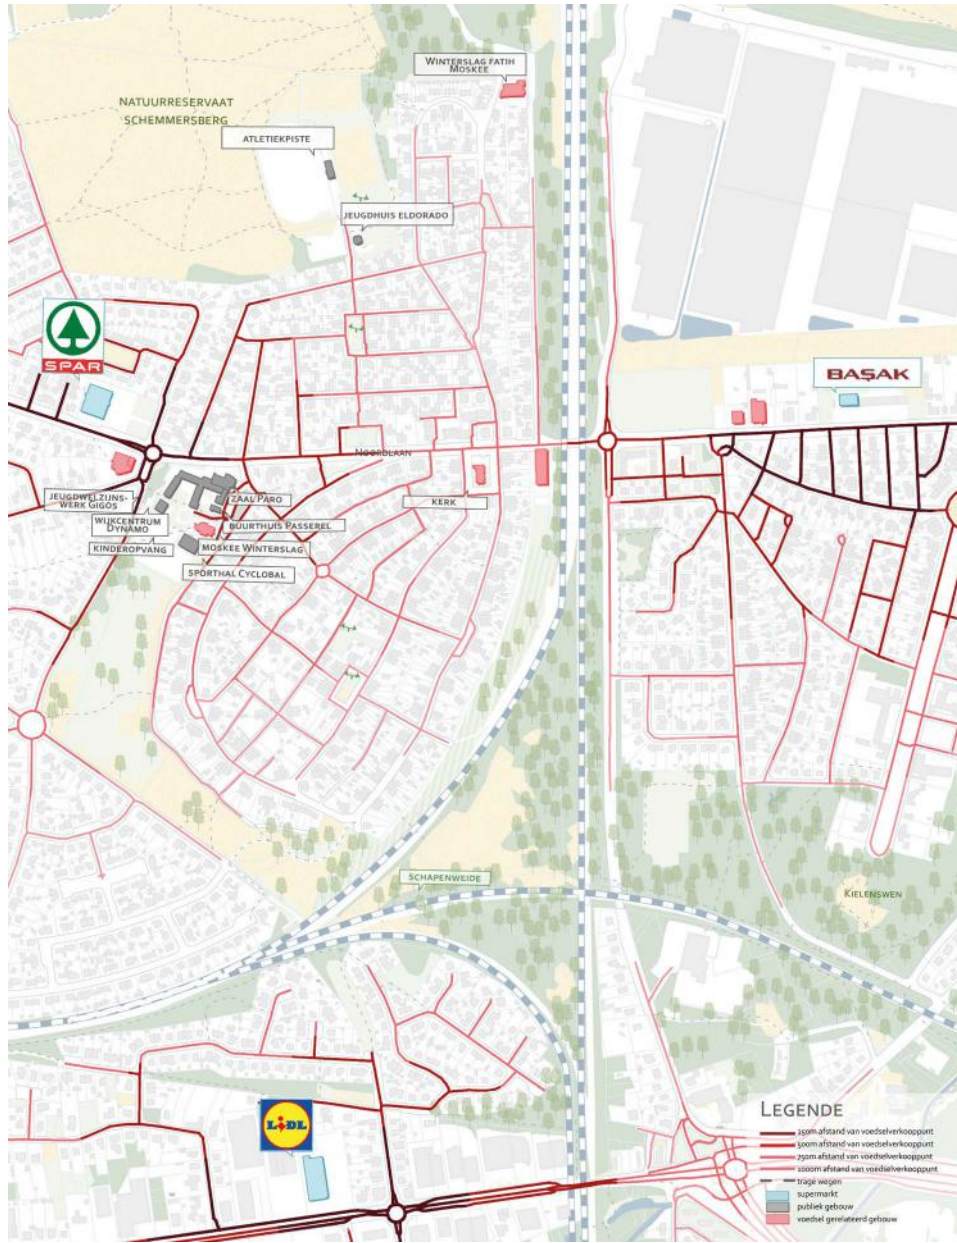 WINTERSLAG FATIH
MOSKEE
NATUURRESERVAAT
SCHEMMERSBERG
ATLETIEKPISTE
JEUGDHUIS ELDORADO
SPAR
BAŞAK
NOORDLAAN
JEUGDWELZIJNS-
WERK GIGOS
ZAAL PARO
KERK
WIJKCENTRUM
DYNAMO
BUURTHUIS PASSEREL
KINDEROPVANG
MOSKEE WINTERSLAG
SPORTHAL CYCLOBAL
SCHAPENWEIDE
KIELENSWEN
LIDL
LEGENDE
250m afstand van voedselverkooppunt
500m afstand van voedselverkooppunt
750m afstand van voedselverkooppunt
1000m afstand van voedselverkooppunt
trage wegen
supermarkt
publiek gebouw
voedsel gerelateerd gebouw